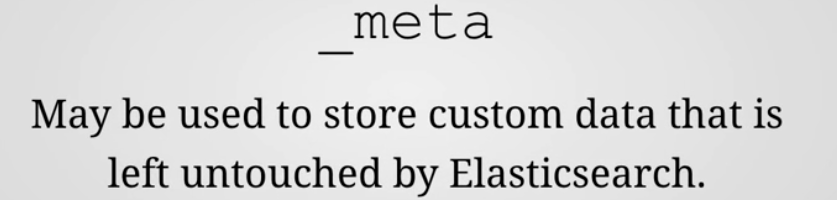 _meta
May be used to store custom data that is
left untouched by Elasticsearch.